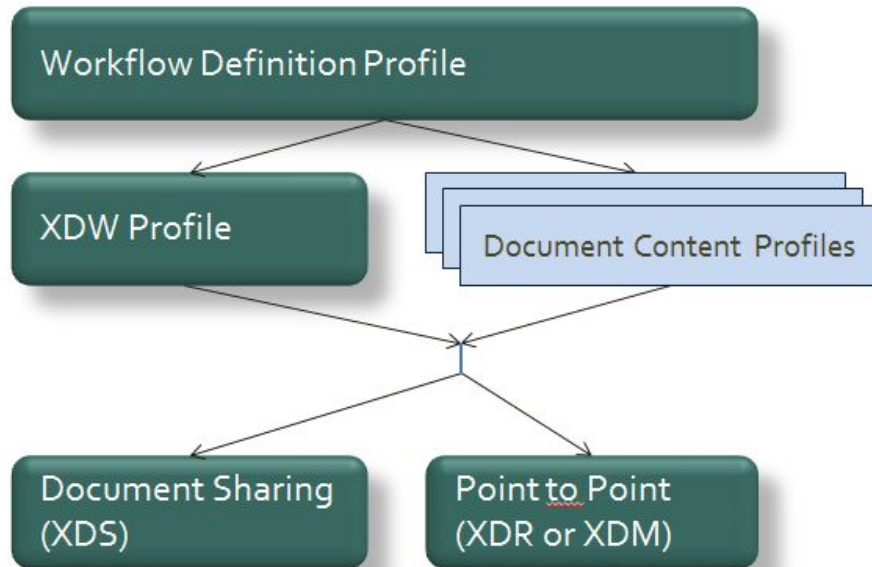 Workflow Definition Profile
XDW Profile
Document Content Profiles
Document Sharing
(XDS)
Point to Point
(XDR or XDM)